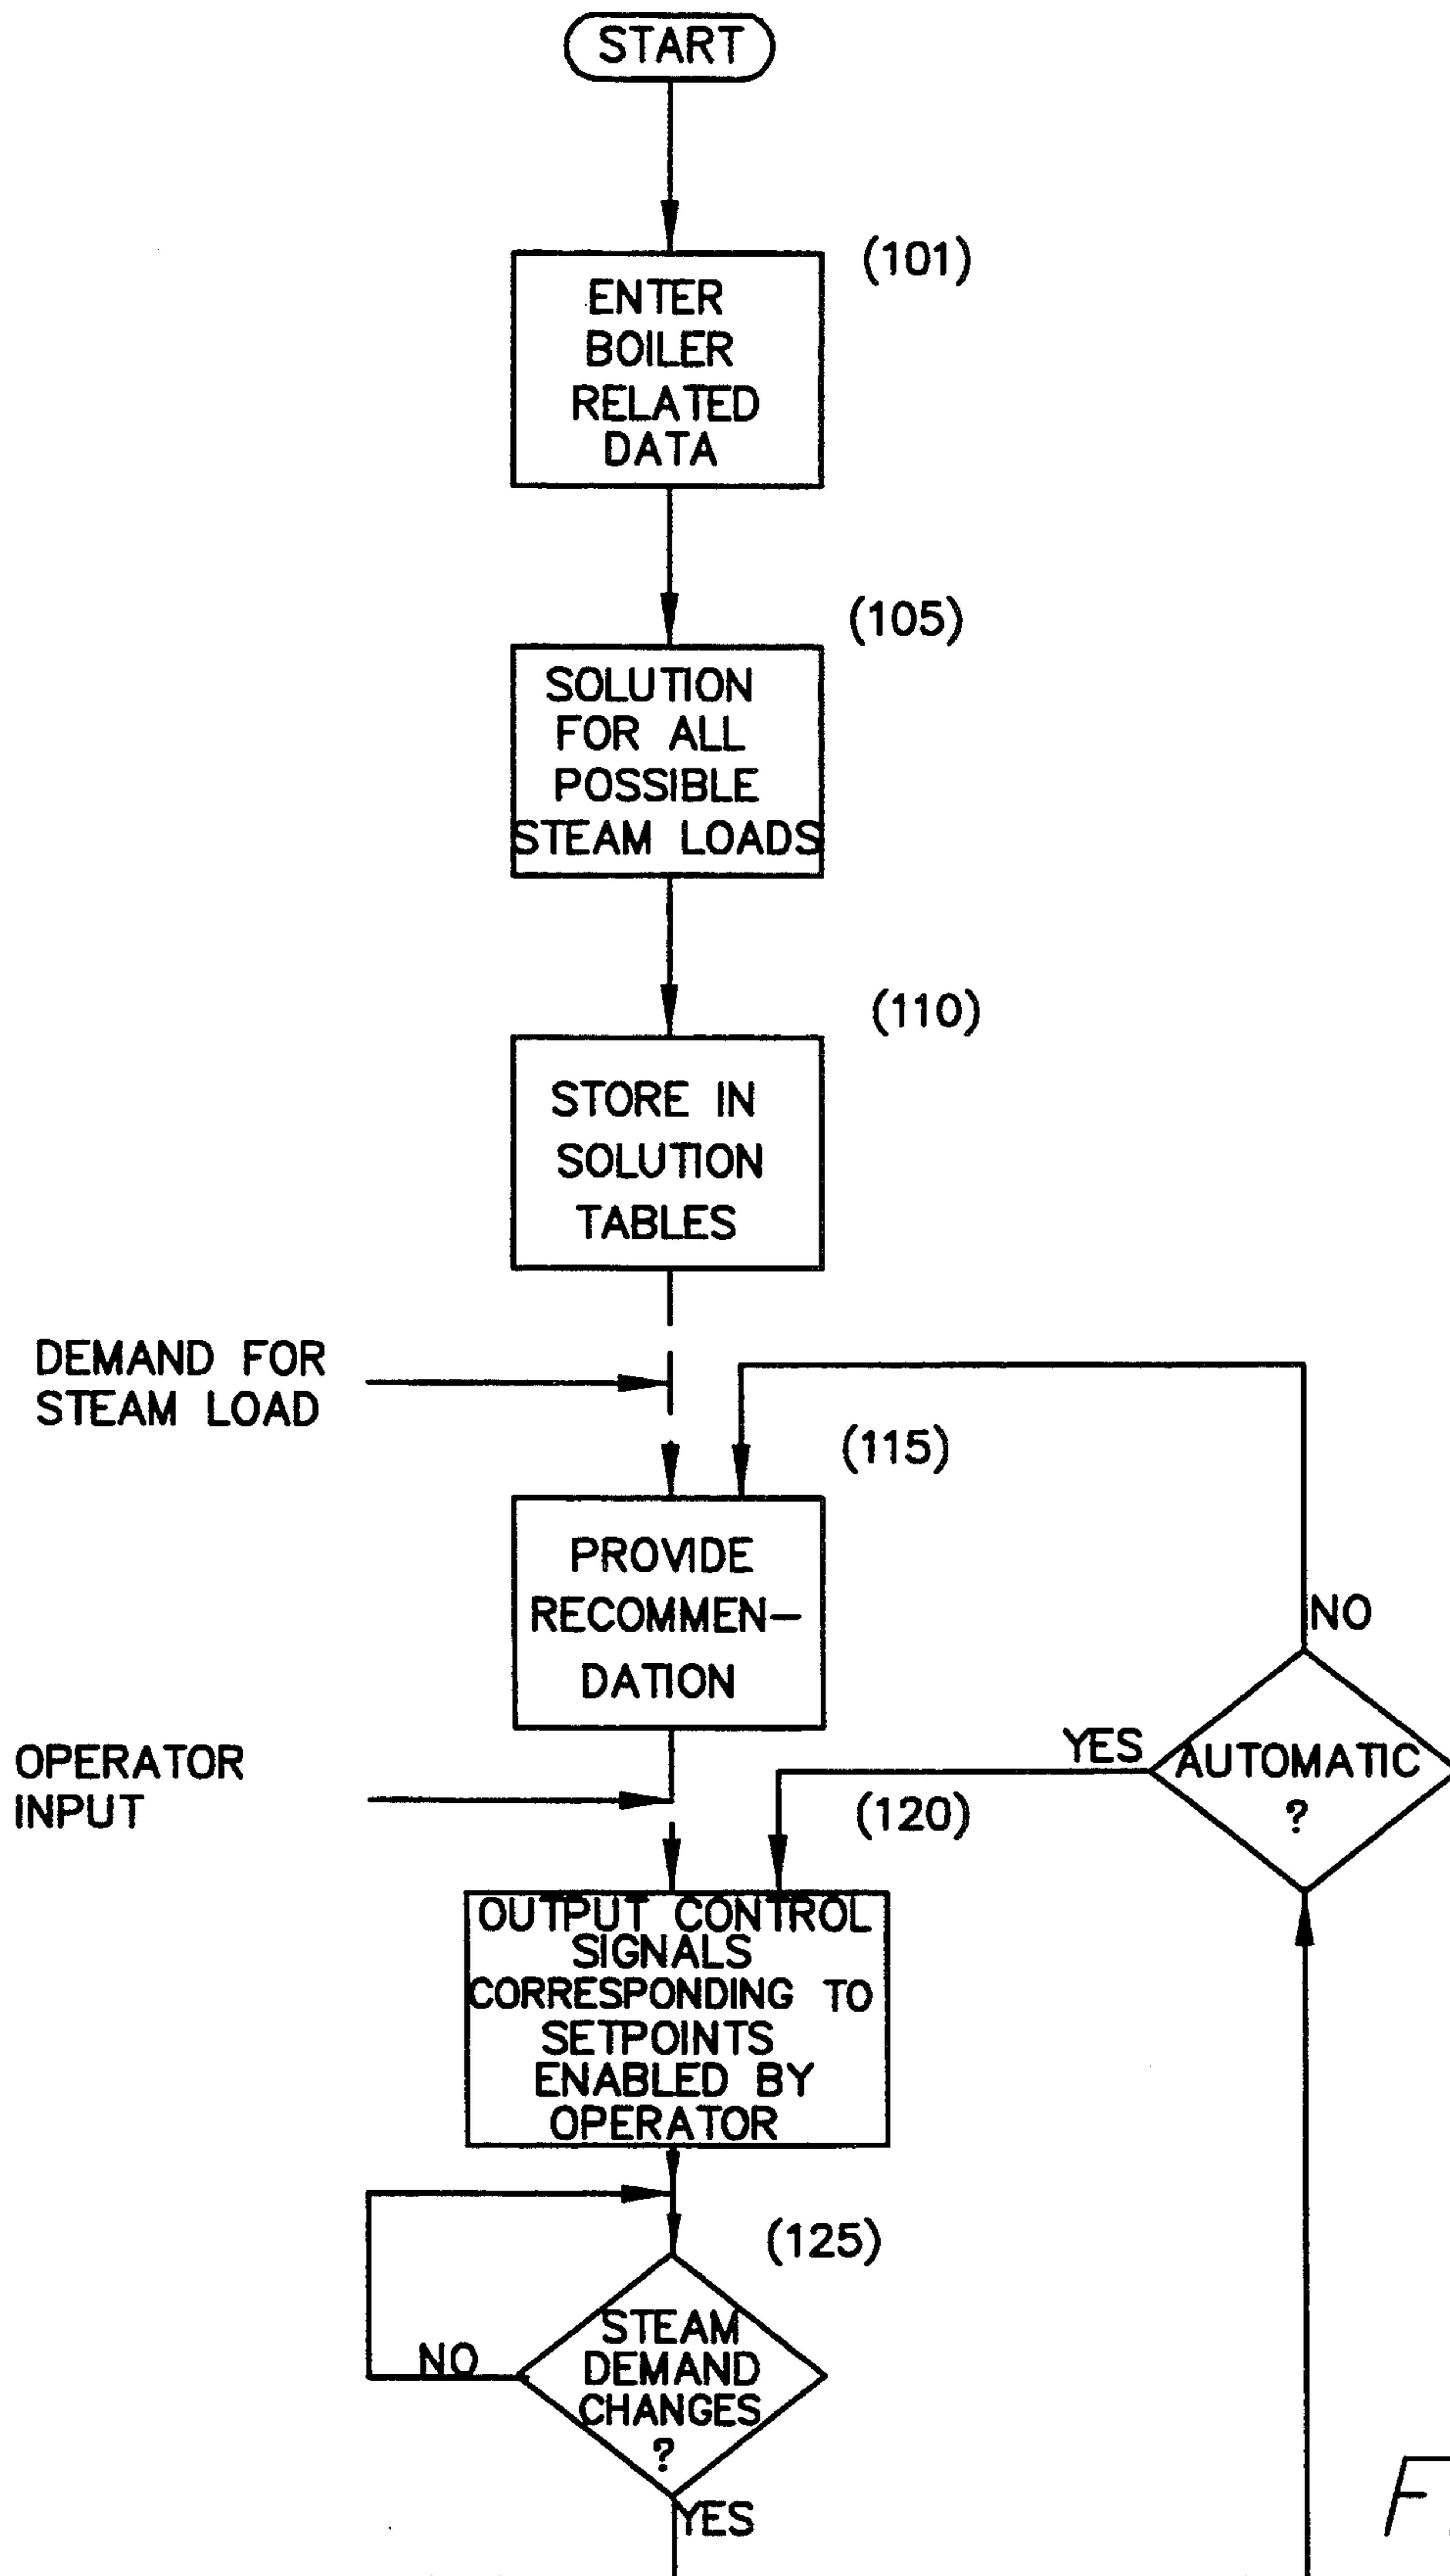 START
(101)
ENTER
BOILER
RELATED
DATA
(105)
SOLUTION
FOR ALL
POSSIBLE
STEAM LOADS
(110)
STORE IN
SOLUTION
TABLES
DEMAND FOR
STEAM LOAD
(115)
PROVIDE
RECOMMEN-
DATION
NO
OPERATOR
INPUT
YES
AUTOMATIC
?
(120)
OUTPUT CONTROL
SIGNALS
CORRESPONDING TO
SETPOINTS
ENABLED BY
OPERATOR
(125)
STEAM
DEMAND
CHANGES
?
NO
YES